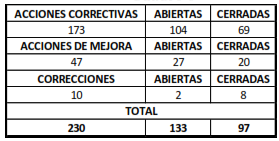 ACCIONES CORRECTIVAS ABIERTAS CERRADAS
173 104 69
ACCIONES DE MEJORA ABIERTAS CERRADAS
47 27 20
CORRECCIONES ABIERTAS CERRADAS
10 2 8
TOTAL
230 133 97